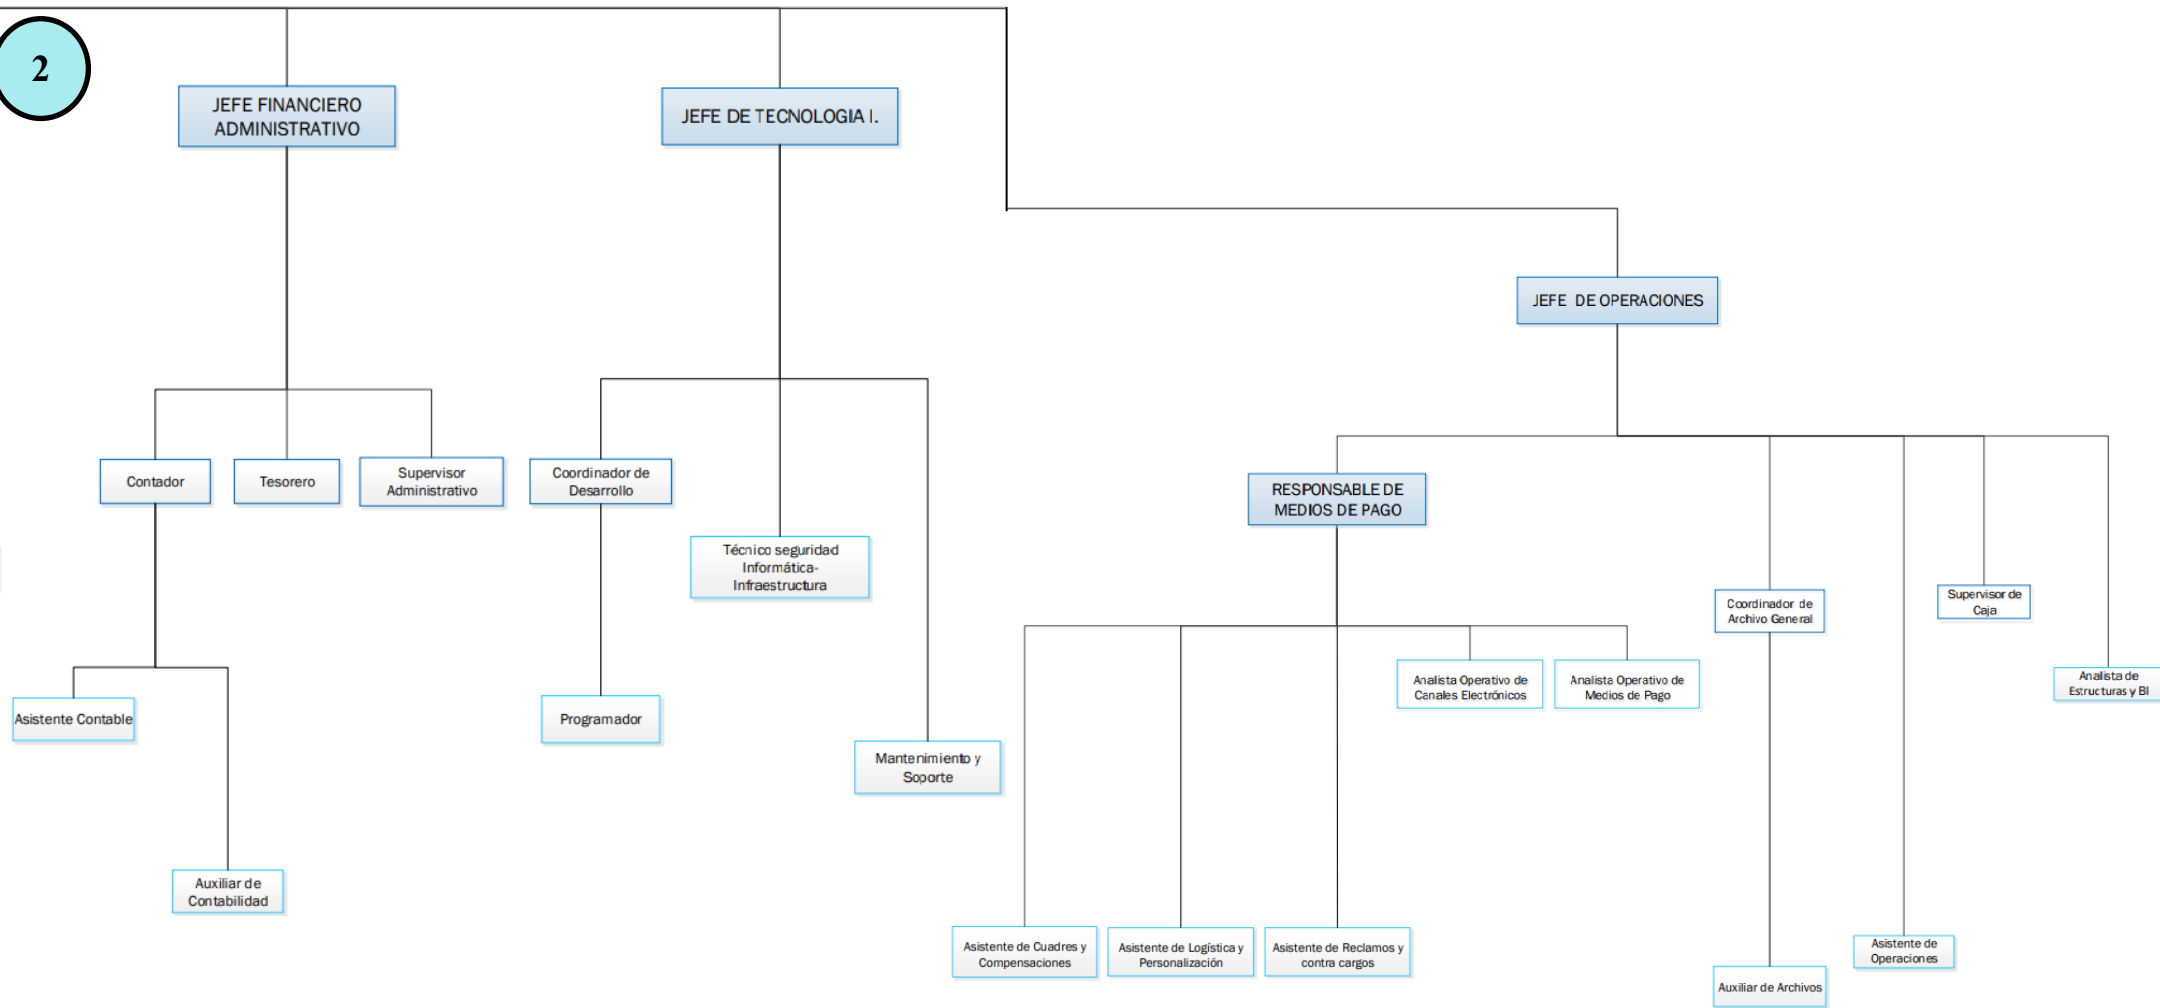 2
JEFE FINANCIERO
ADMINISTRATIVO
JEFE DE TECNOLOGIA I.
JEFE DE OPERACIONES
Contador
Tesorero
Supervisor
Administrativo
Coordinador de
Desarrollo
RESPONSABLE DE
MEDIOS DE PAGO
Técnico seguridad
Informática-
Infraestructura
Coordinador de
Archivo General
Supervisor de
Caja
Asistente Contable
Programador
Mantenimiento y
Soporte
Analista Operativo de
Canales Electrónicos
Analista Operativo de
Medios de Pago
Analista de
Estructuras y BI
Auxiliar de
Contabilidad
Asistente de Cuadres y
Compensaciones
Asistente de Logística y
Personalización
Asistente de Reclamos y
contra cargos
Asistente de
Operaciones
Auxiliar de Archivos